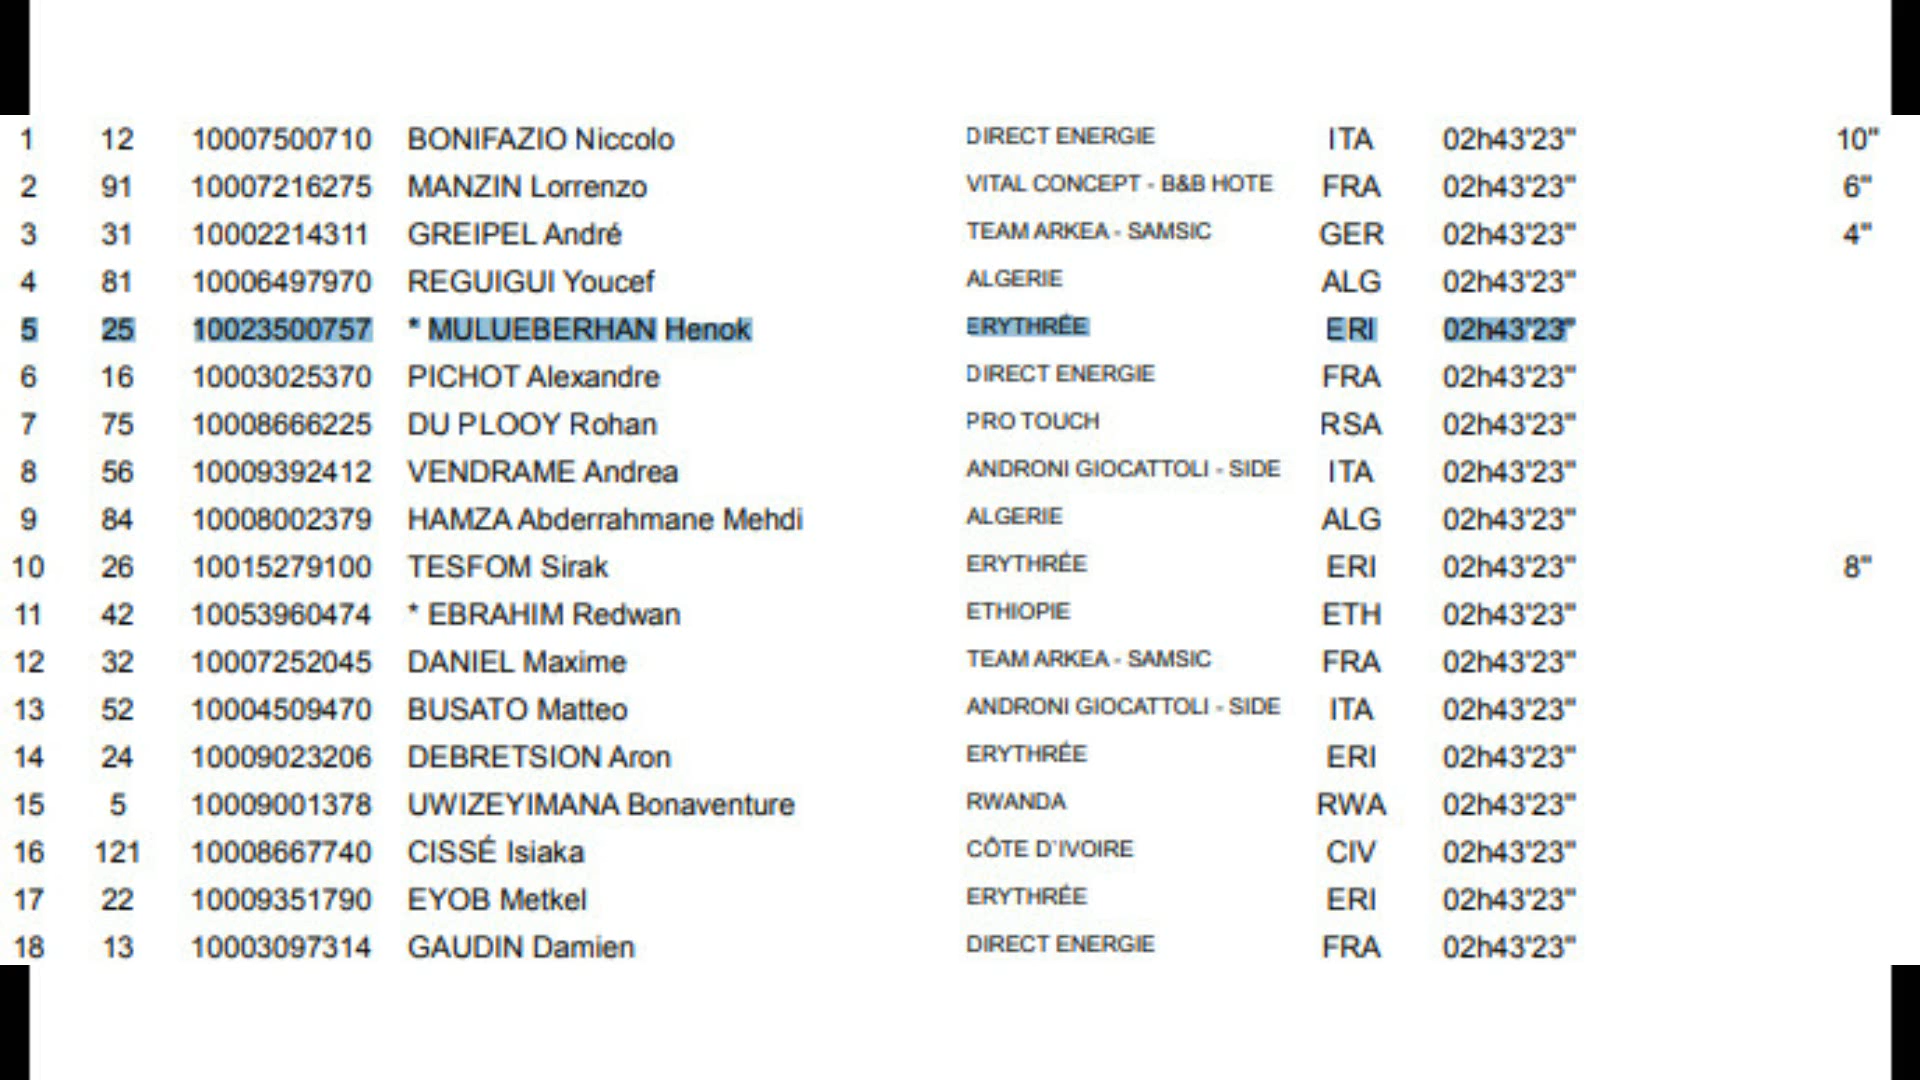 1 12 10007500710 BONIFAZIO Niccolo DIRECT ENERGIE ITA 02h43'23" 10"
2 91 10007216275 MANZIN Lorrenzo VITAL CONCEPT - B&B HOTE FRA 02h43'23" 6"
3 31 10002214311 GREIPEL André TEAM ARKEA - SAMSIC GER 02h43'23" 4"
4 81 10006497970 REGUIGUI Youcef ALGERIE ALG 02h43'23"
5 25 10023500757 * MULUEBERHAN Henok ERYTHRÉE ERI 02h43'23"
6 16 10003025370 PICHOT Alexandre DIRECT ENERGIE FRA 02h43'23"
7 75 10008666225 DU PLOOY Rohan PRO TOUCH RSA 02h43'23"
8 56 10009392412 VENDRAME Andrea ANDRONI GIOCATTOLI - SIDE ITA 02h43'23"
9 84 10008002379 HAMZA Abderrahmane Mehdi ALGERIE ALG 02h43'23"
10 26 10015279100 TESFOM Sirak ERYTHRÉE ERI 02h43'23" 8"
11 42 10053960474 * EBRAHIM Redwan ETHIOPIE ETH 02h43'23"
12 32 10007252045 DANIEL Maxime TEAM ARKEA - SAMSIC FRA 02h43'23"
13 52 10004509470 BUSATO Matteo ANDRONI GIOCATTOLI - SIDE ITA 02h43'23"
14 24 10009023206 DEBRETSION Aron ERYTHRÉE ERI 02h43'23"
15 5 10009001378 UWIZEYIMANA Bonaventure RWANDA RWA 02h43'23"
16 121 10008667740 CISSÉ Isiaka CÔTE D`IVOIRE CIV 02h43'23"
17 22 10009351790 EYOB Metkel ERYTHRÉE ERI 02h43'23"
18 13 10003097314 GAUDIN Damien DIRECT ENERGIE FRA 02h43'23"